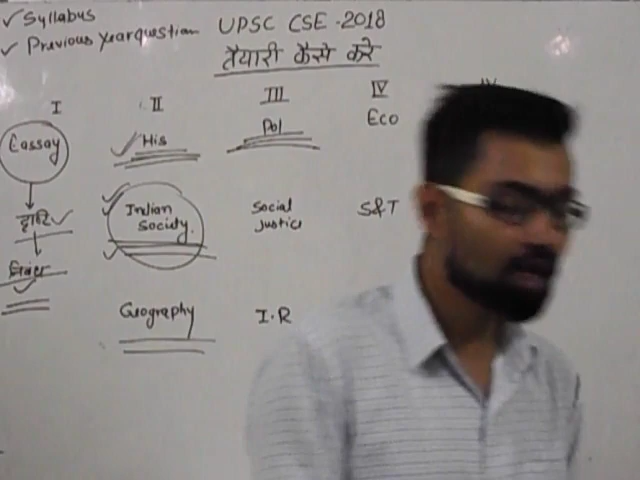 ✓ Syllabus
✓ Previous year question
UPSC CSE -2018
तैयारी कैसे करे
I
II
III
IV
Eassay
His
Pol
Eco
Indian
Society.
Social
Justice
S&T
Geography
I.R